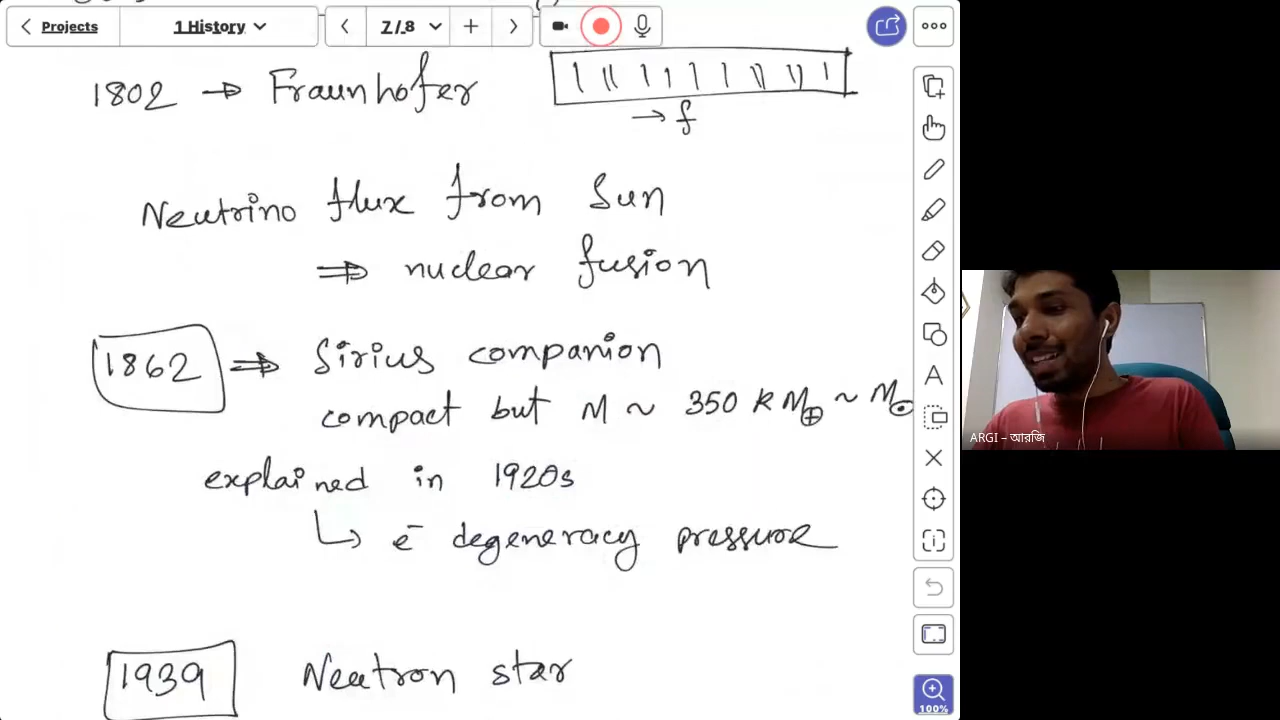 Projects
1 History
7/8
1802 → Fraunhofer
→ f
Neutrino flux from Sun
⇒ nuclear fusion
1862 ⇒ Sirius companion
compact but M ~ 350 k M⊕ ~ M⊙
explained in 1920s
↳ e⁻ degeneracy pressure
1939 Neutron star
ARGI – আরজি
100%